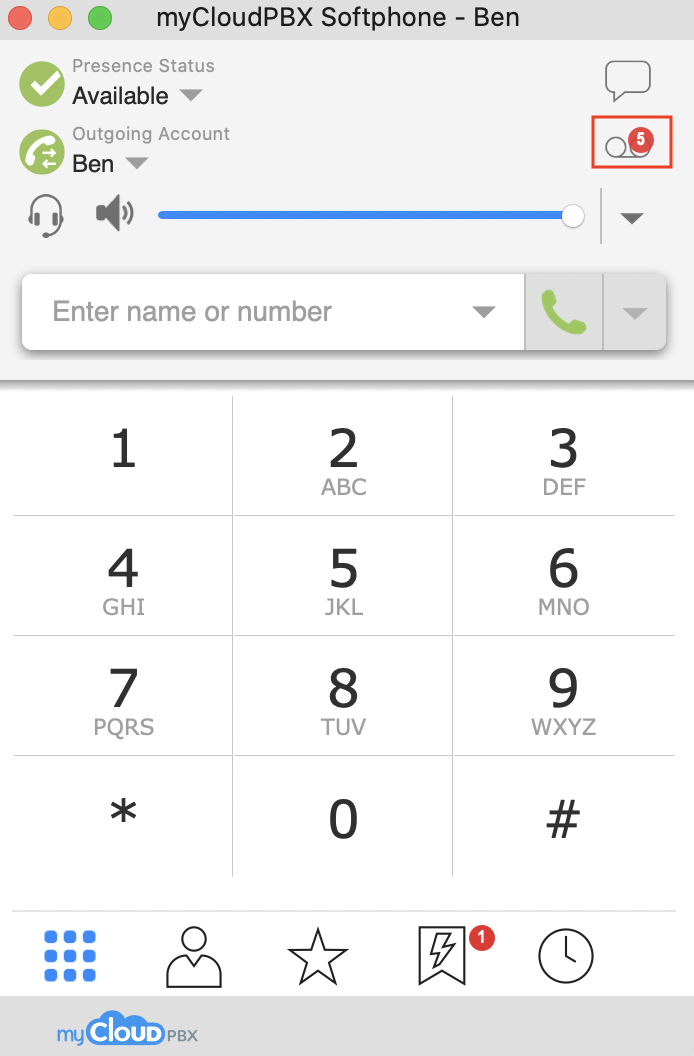 myCloudPBX Softphone - Ben
Presence Status
Available
Outgoing Account
Ben
5
Enter name or number
1 2 3
ABC DEF
4 5 6
GHI JKL MNO
7 8 9
PQRS TUV WXYZ
* 0 #
1
myCloudPBX